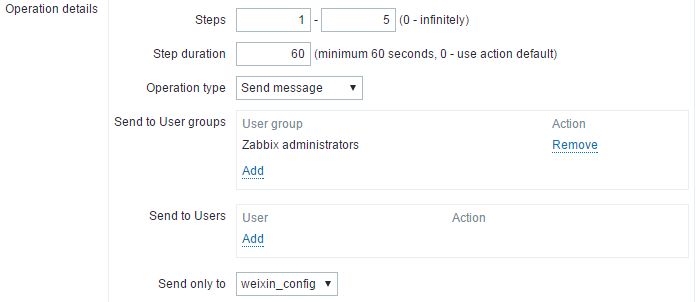 Operation details
Steps 1 - 5 (0 - infinitely)
Step duration 60 (minimum 60 seconds, 0 - use action default)
Operation type Send message
Send to User groups User group Action
Zabbix administrators Remove
Add
Send to Users User Action
Add
Send only to weixin_config